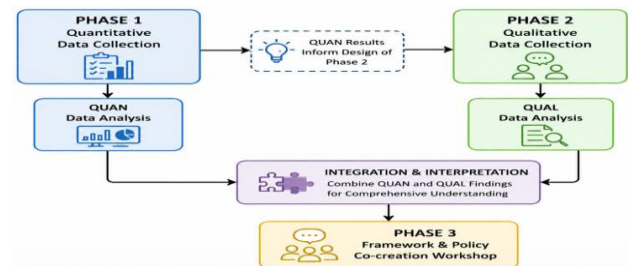 PHASE 1
Quantitative
Data Collection
QUAN Results
Inform Design of
Phase 2
PHASE 2
Qualitative
Data Collection
QUAN
Data Analysis
QUAL
Data Analysis
INTEGRATION & INTERPRETATION
Combine QUAN and QUAL Findings
for Comprehensive Understanding
PHASE 3
Framework & Policy
Co-creation Workshop